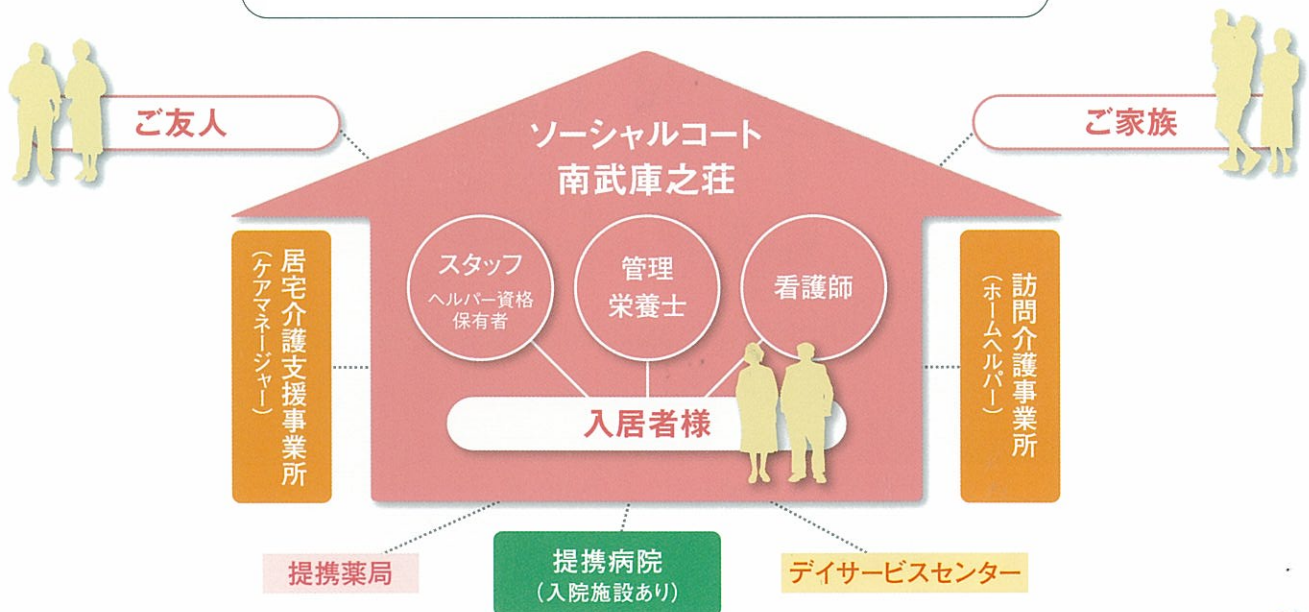 ご友人
ご家族
ソーシャルコート
南武庫之荘
スタッフ
ヘルパー資格
保有者
管理
栄養士
看護師
入居者様
居宅介護支援事業所
（ケアマネージャー）
訪問介護事業所
（ホームヘルパー）
提携薬局
提携病院
（入院施設あり）
デイサービスセンター